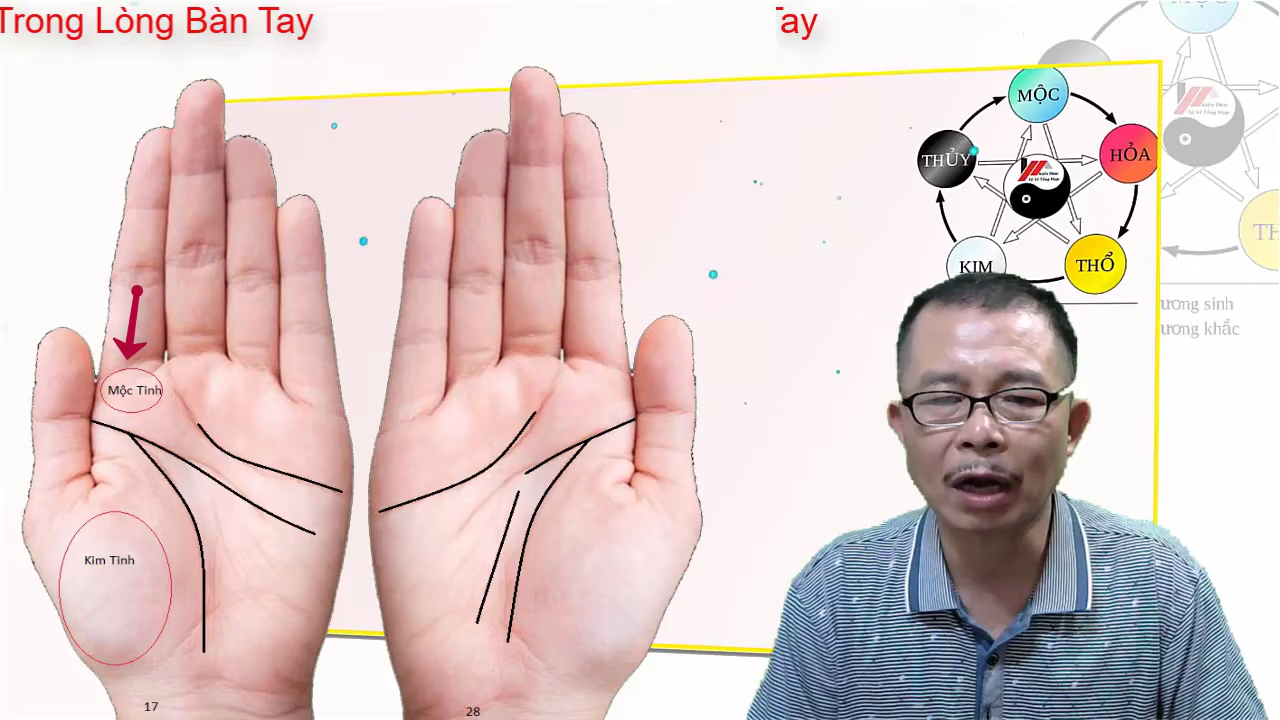 Trong Lòng Bàn Tay
Tay
MỘC
HỎA
THỔ
KIM
THỦY
Mộc Tinh
Kim Tinh
17
28
ương sinh
ương khắc